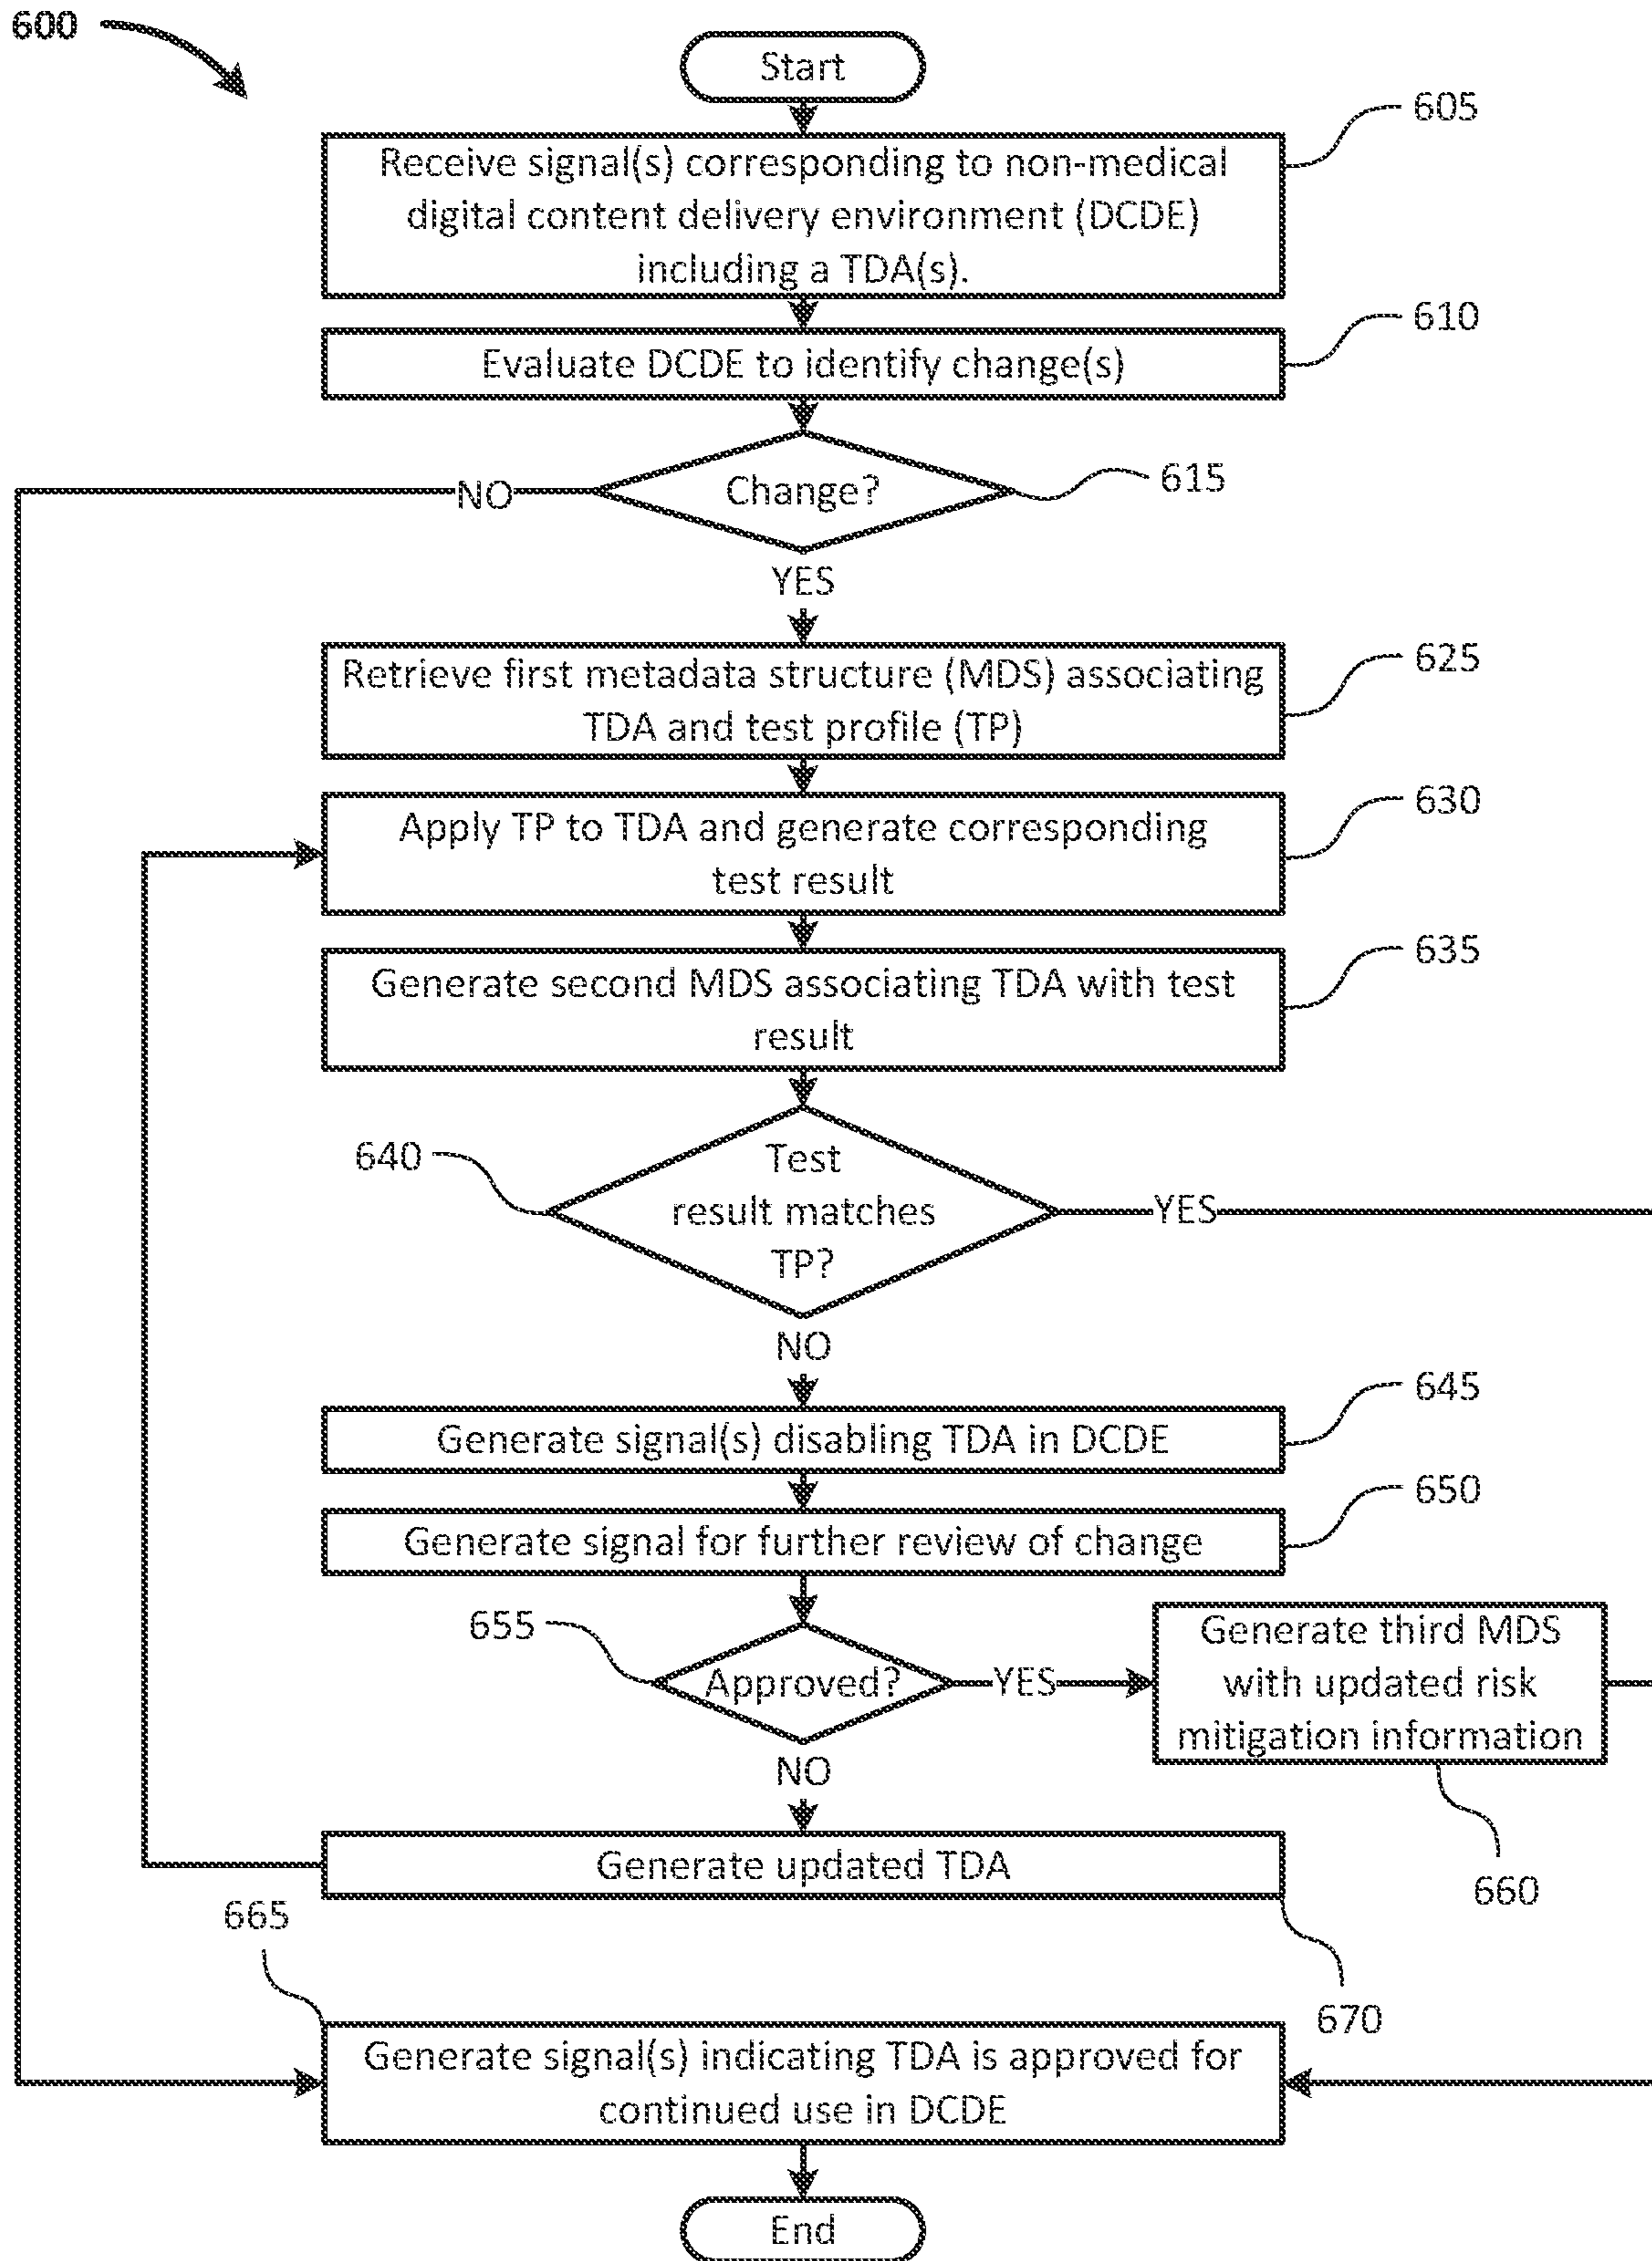 600
Start
605
Receive signal(s) corresponding to non-medical
digital content delivery environment (DCDE)
including a TDA(s).
610
Evaluate DCDE to identify change(s)
NO
Change?
615
YES
625
Retrieve first metadata structure (MDS) associating
TDA and test profile (TP)
630
Apply TP to TDA and generate corresponding
test result
635
Generate second MDS associating TDA with test
result
640
Test
result matches
TP?
YES
NO
645
Generate signal(s) disabling TDA in DCDE
650
Generate signal for further review of change
655
Approved?
YES
Generate third MDS
with updated risk
mitigation information
660
NO
Generate updated TDA
670
665
Generate signal(s) indicating TDA is approved for
continued use in DCDE
End